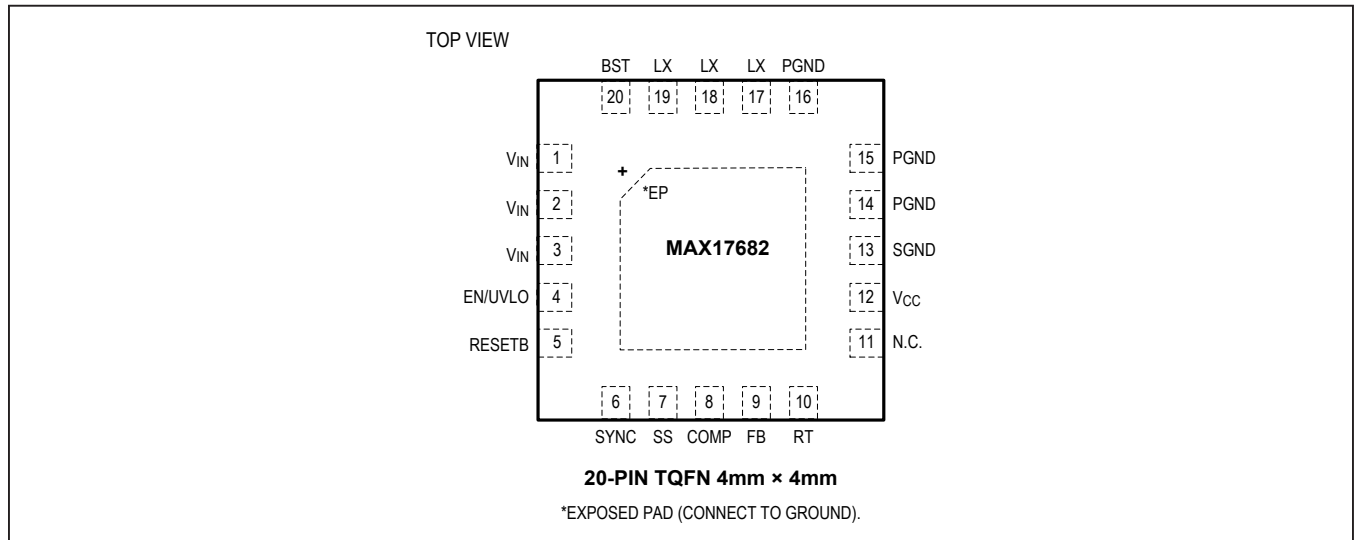 TOP VIEW
BST LX LX LX PGND
20 19 18 17 16
VIN 1 15 PGND
+
*EP
VIN 2 14 PGND
VIN 3 MAX17682 13 SGND
EN/UVLO 4 12 VCC
RESETB 5 11 N.C.
6 7 8 9 10
SYNC SS COMP FB RT
20-PIN TQFN 4mm × 4mm
*EXPOSED PAD (CONNECT TO GROUND).